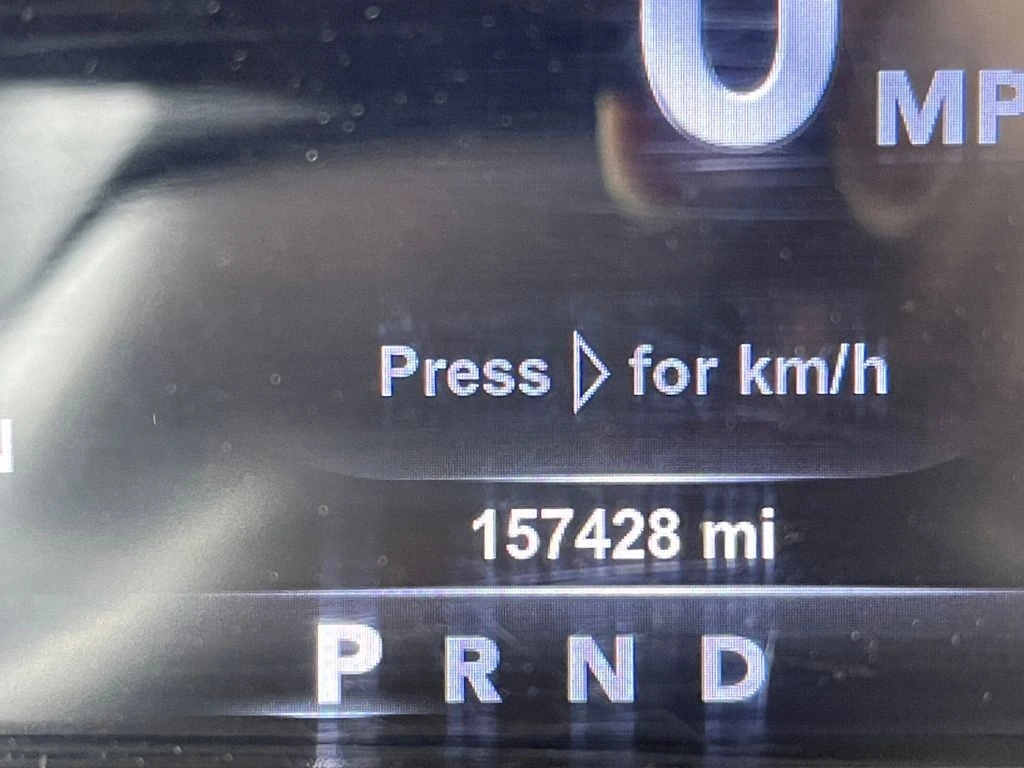 0 MP
Press ▷ for km/h
157428 mi
P R N D